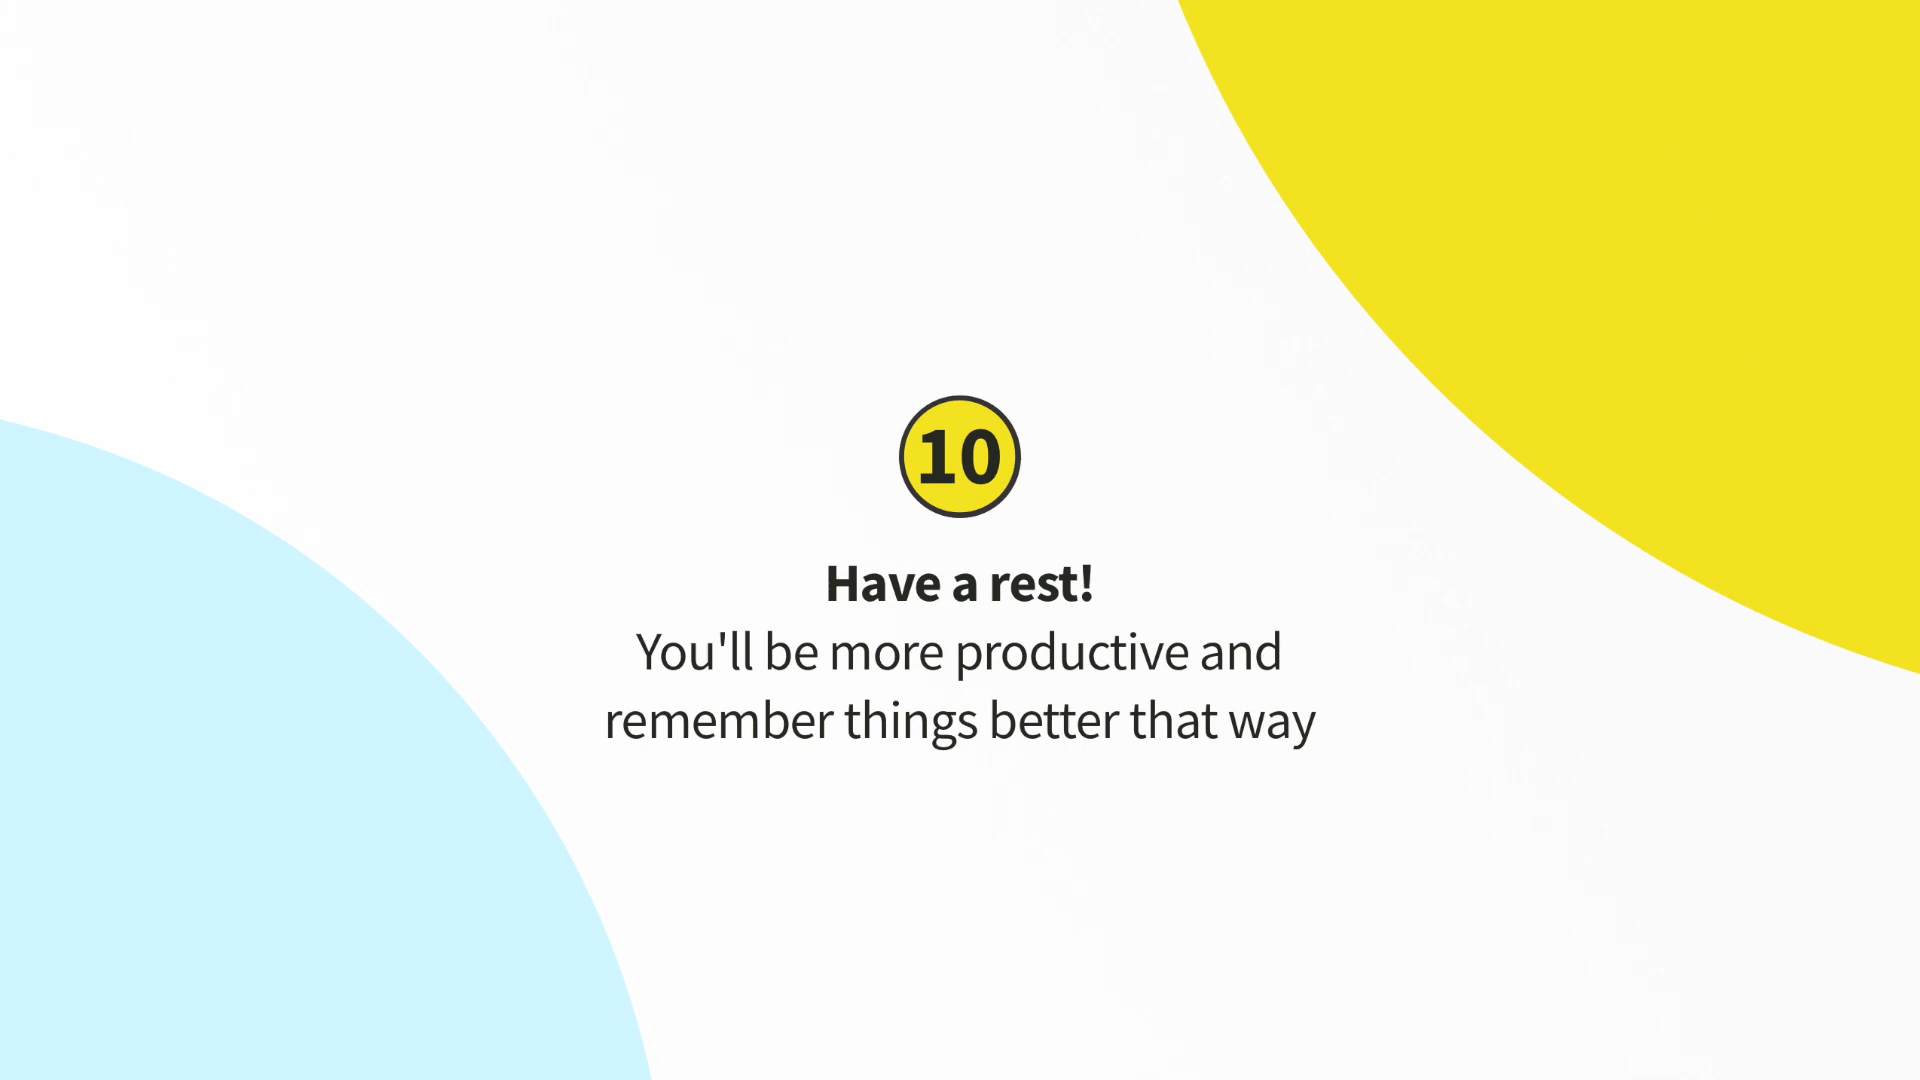 10
Have a rest!
You'll be more productive and
remember things better that way